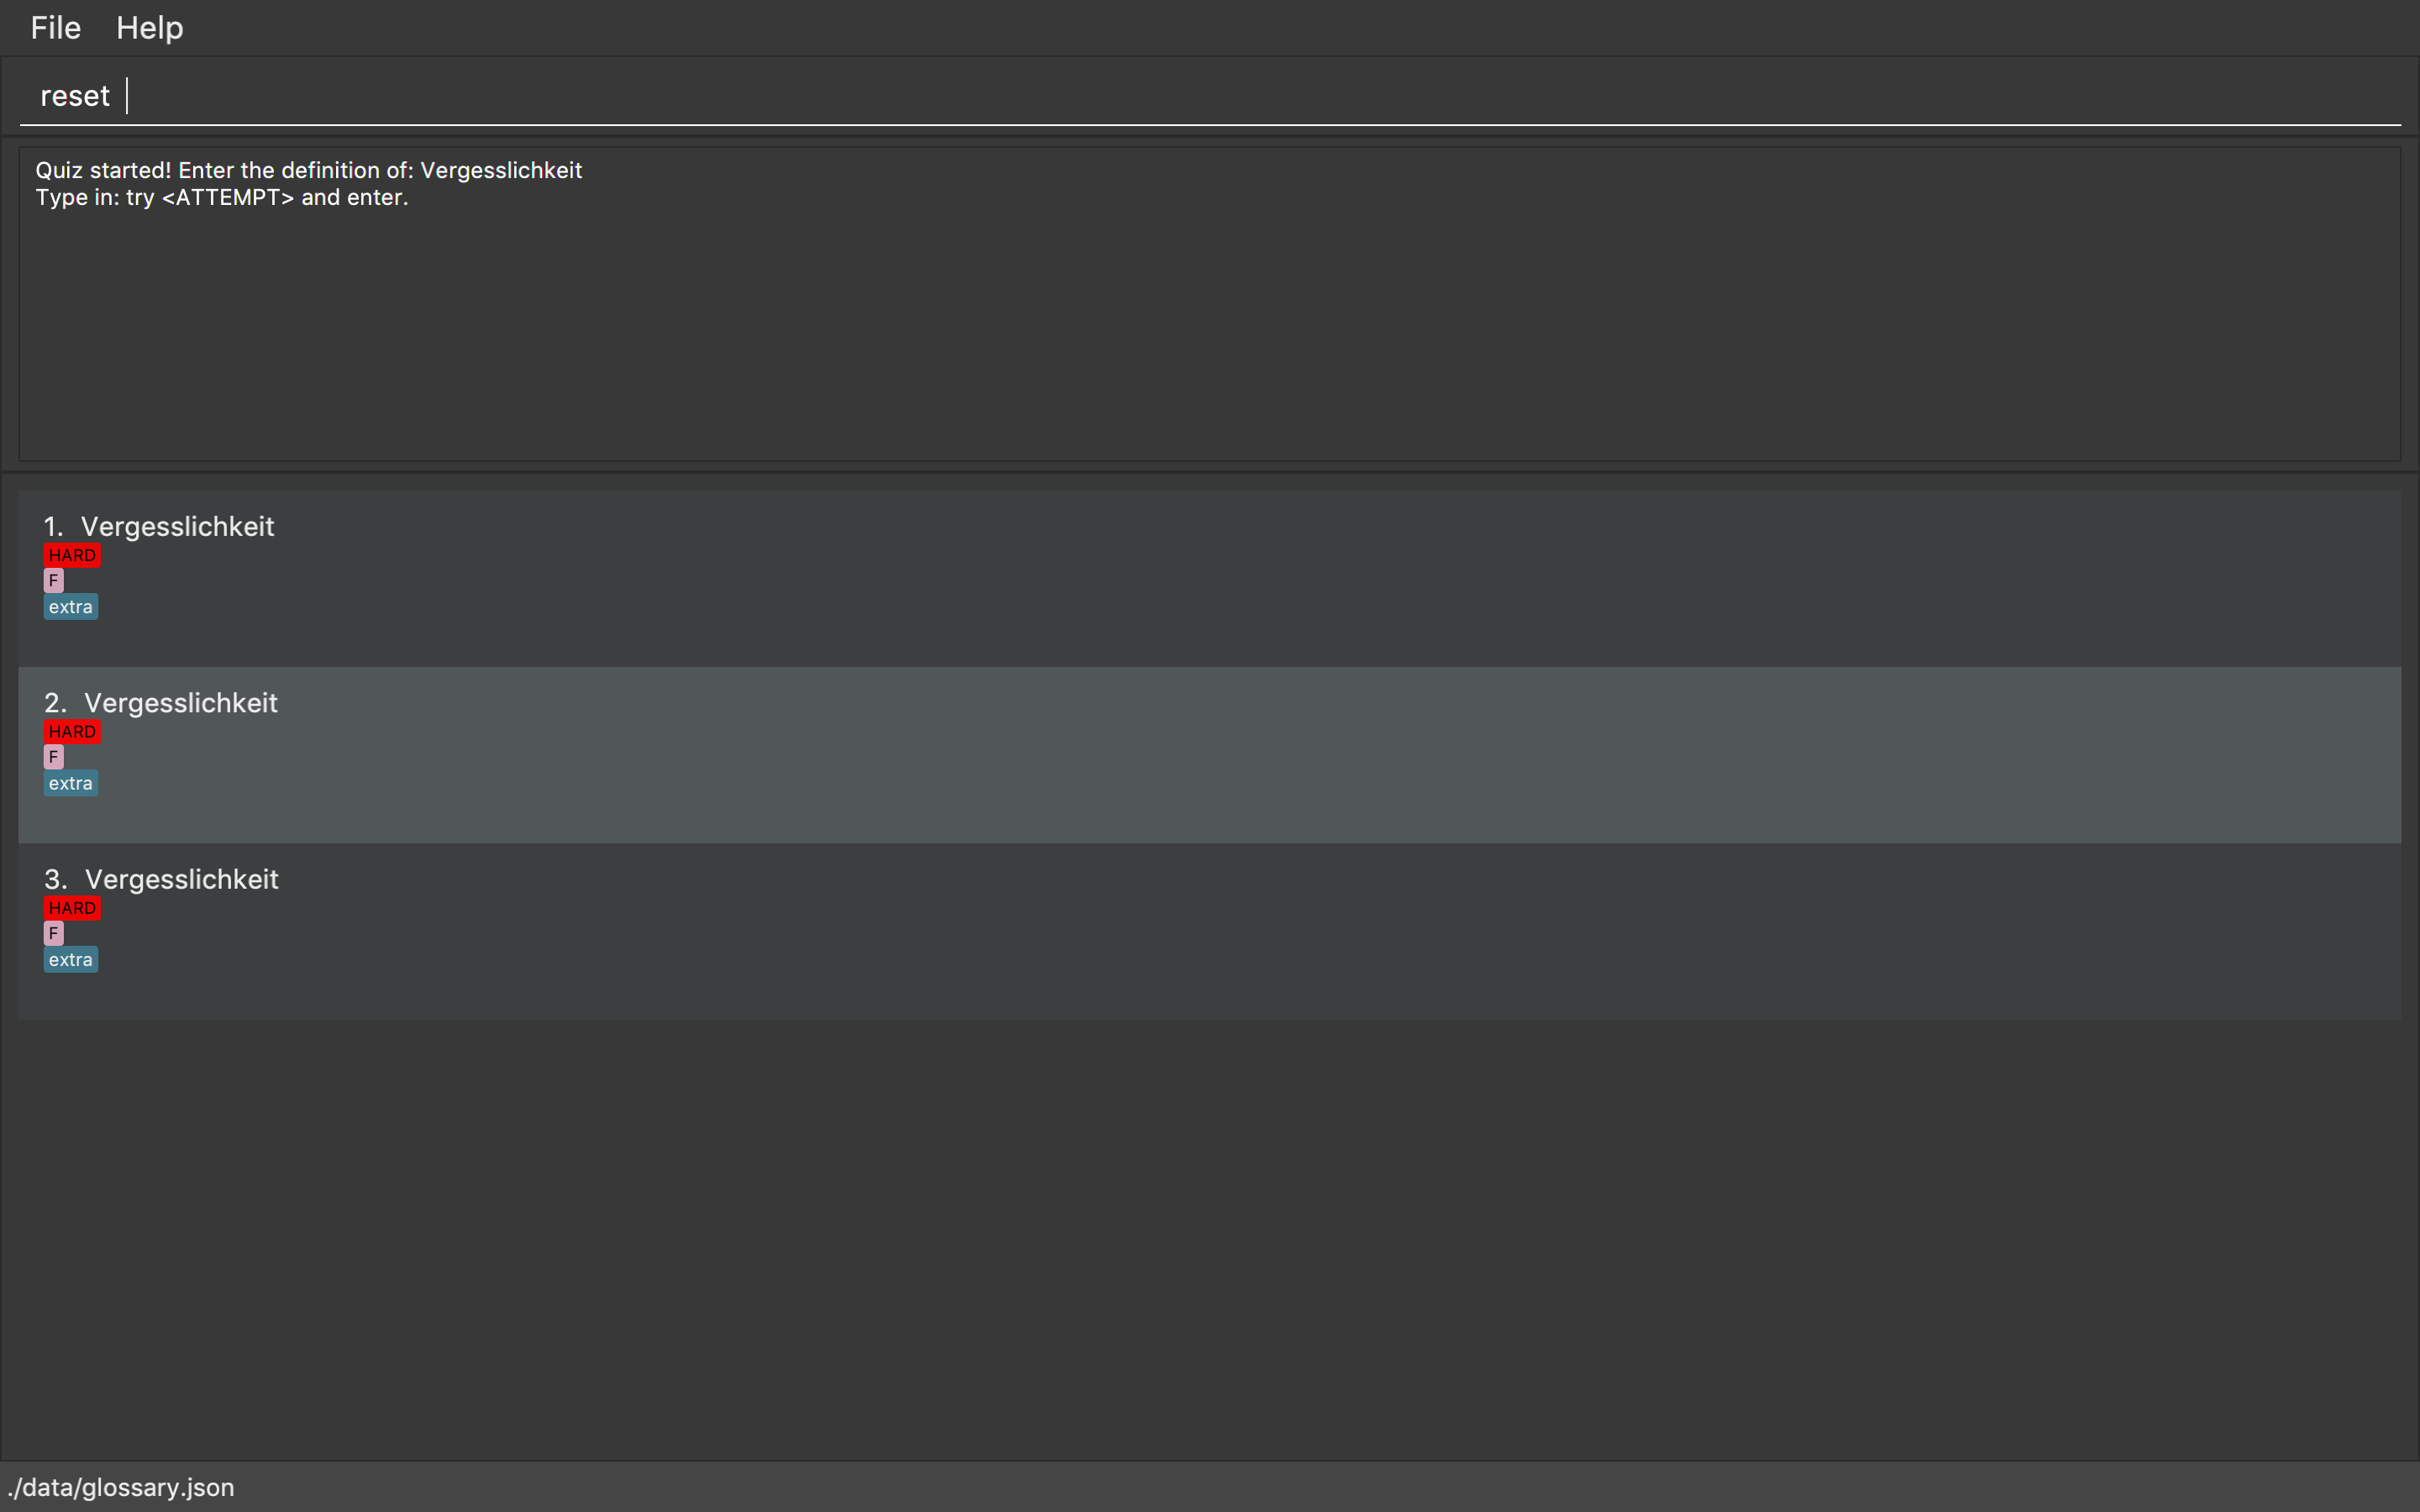 File Help
reset
Quiz started! Enter the definition of: Vergesslichkeit
Type in: try <ATTEMPT> and enter.
1. Vergesslichkeit
HARD
F
extra
2. Vergesslichkeit
HARD
F
extra
3. Vergesslichkeit
HARD
F
extra
./data/glossary.json